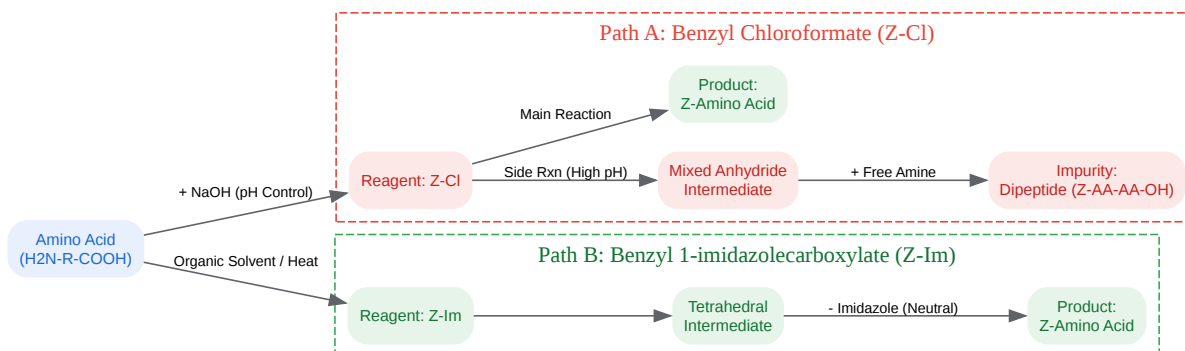 Path A: Benzyl Chloroformate (Z-Cl)
Product:
Z-Amino Acid
Main Reaction
Reagent: Z-Cl
Side Rxn (High pH)
Mixed Anhydride
Intermediate
+ Free Amine
Impurity:
Dipeptide (Z-AA-AA-OH)
+ NaOH (pH Control)
Amino Acid
(H2N-R-COOH)
Organic Solvent / Heat
Path B: Benzyl 1-imidazolecarboxylate (Z-Im)
Reagent: Z-Im
Tetrahedral
Intermediate
- Imidazole (Neutral)
Product:
Z-Amino Acid